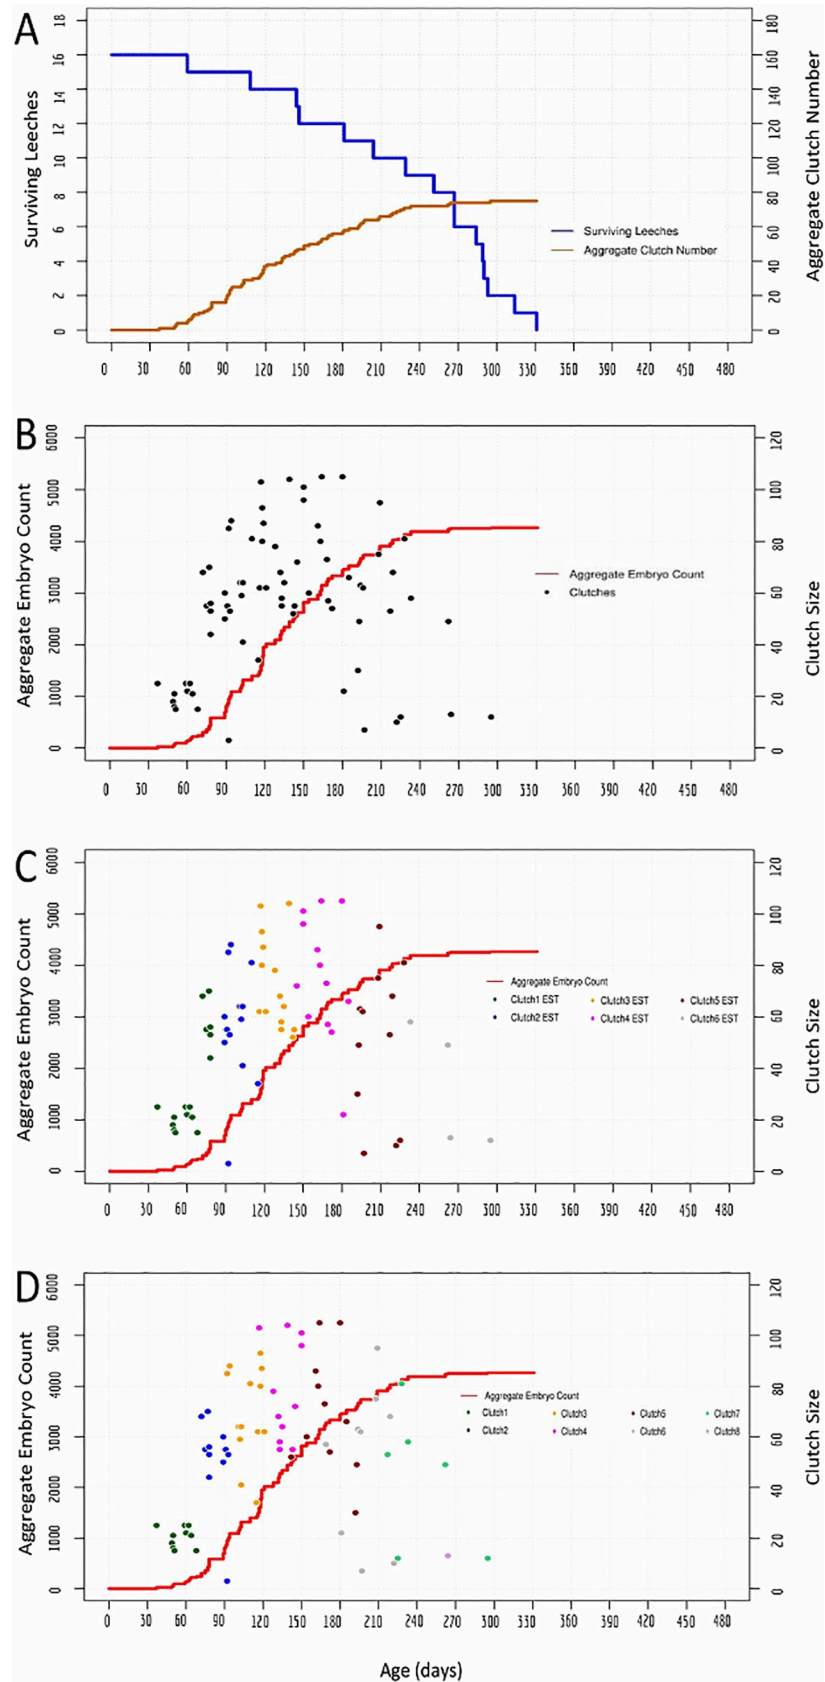 A
Surviving Leeches
Aggregate Clutch Number
0 2 4 6 8 10 12 14 16 18
0 20 40 60 80 100 120 140 160 180
Surviving Leeches
Aggregate Clutch Number
0 30 60 90 120 150 180 210 240 270 300 330 360 390 420 450 480
B
Aggregate Embryo Count
Clutch Size
0 1000 2000 3000 4000 5000 6000
0 20 40 60 80 100 120
Aggregate Embryo Count
Clutches
0 30 60 90 120 150 180 210 240 270 300 330 360 390 420 450 480
C
Aggregate Embryo Count
Clutch Size
0 1000 2000 3000 4000 5000 6000
0 20 40 60 80 100 120
Aggregate Embryo Count
Clutch1 EST Clutch3 EST Clutch5 EST
Clutch2 EST Clutch4 EST Clutch6 EST
0 30 60 90 120 150 180 210 240 270 300 330 360 390 420 450 480
D
Aggregate Embryo Count
Clutch Size
0 1000 2000 3000 4000 5000 6000
0 20 40 60 80 100 120
Aggregate Embryo Count
Clutch1 Clutch3 Clutch5 Clutch7
Clutch2 Clutch4 Clutch6 Clutch8
0 30 60 90 120 150 180 210 240 270 300 330 360 390 420 450 480
Age (days)